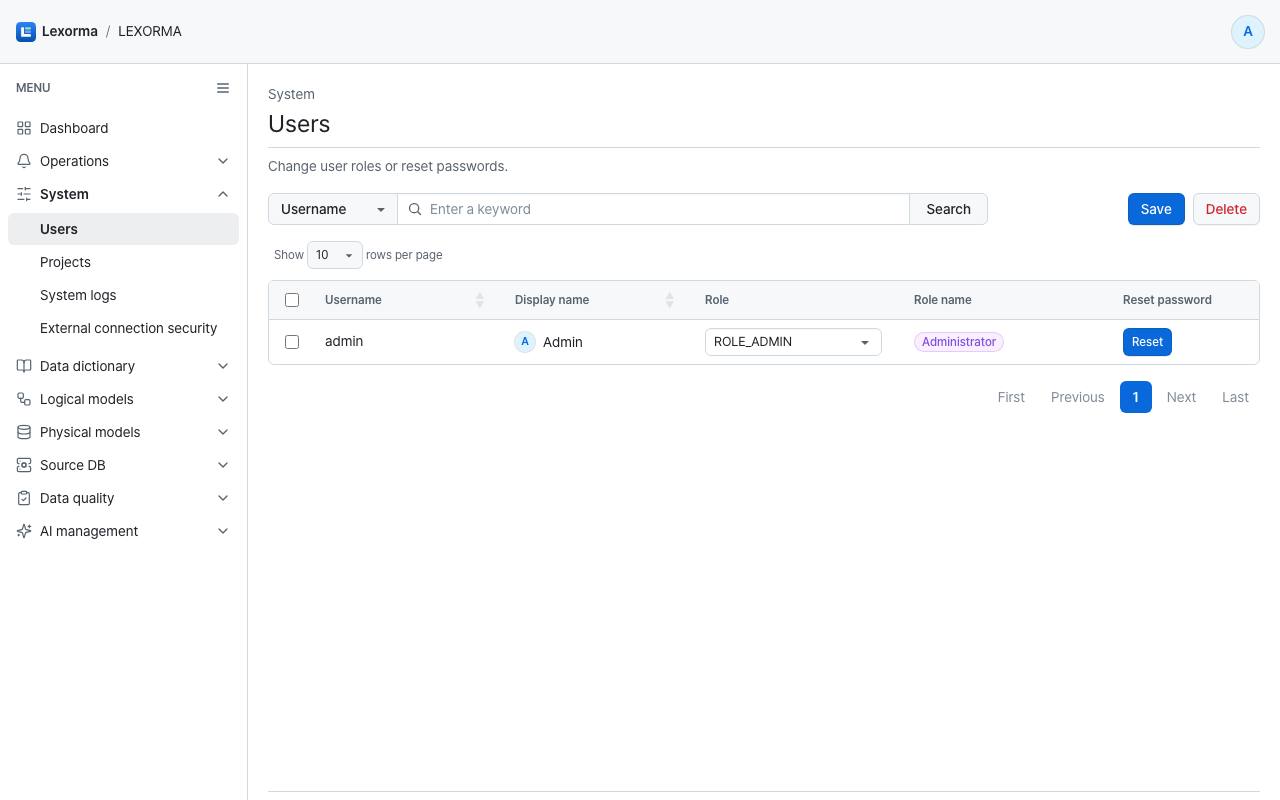 Lexorma / LEXORMA
A
MENU
Dashboard
Operations
System
Users
Projects
System logs
External connection security
Data dictionary
Logical models
Physical models
Source DB
Data quality
AI management
System
Users
Change user roles or reset passwords.
Username Enter a keyword Search Save Delete
Show 10 rows per page
Username Display name Role Role name Reset password
admin A Admin ROLE_ADMIN Administrator Reset
First Previous 1 Next Last